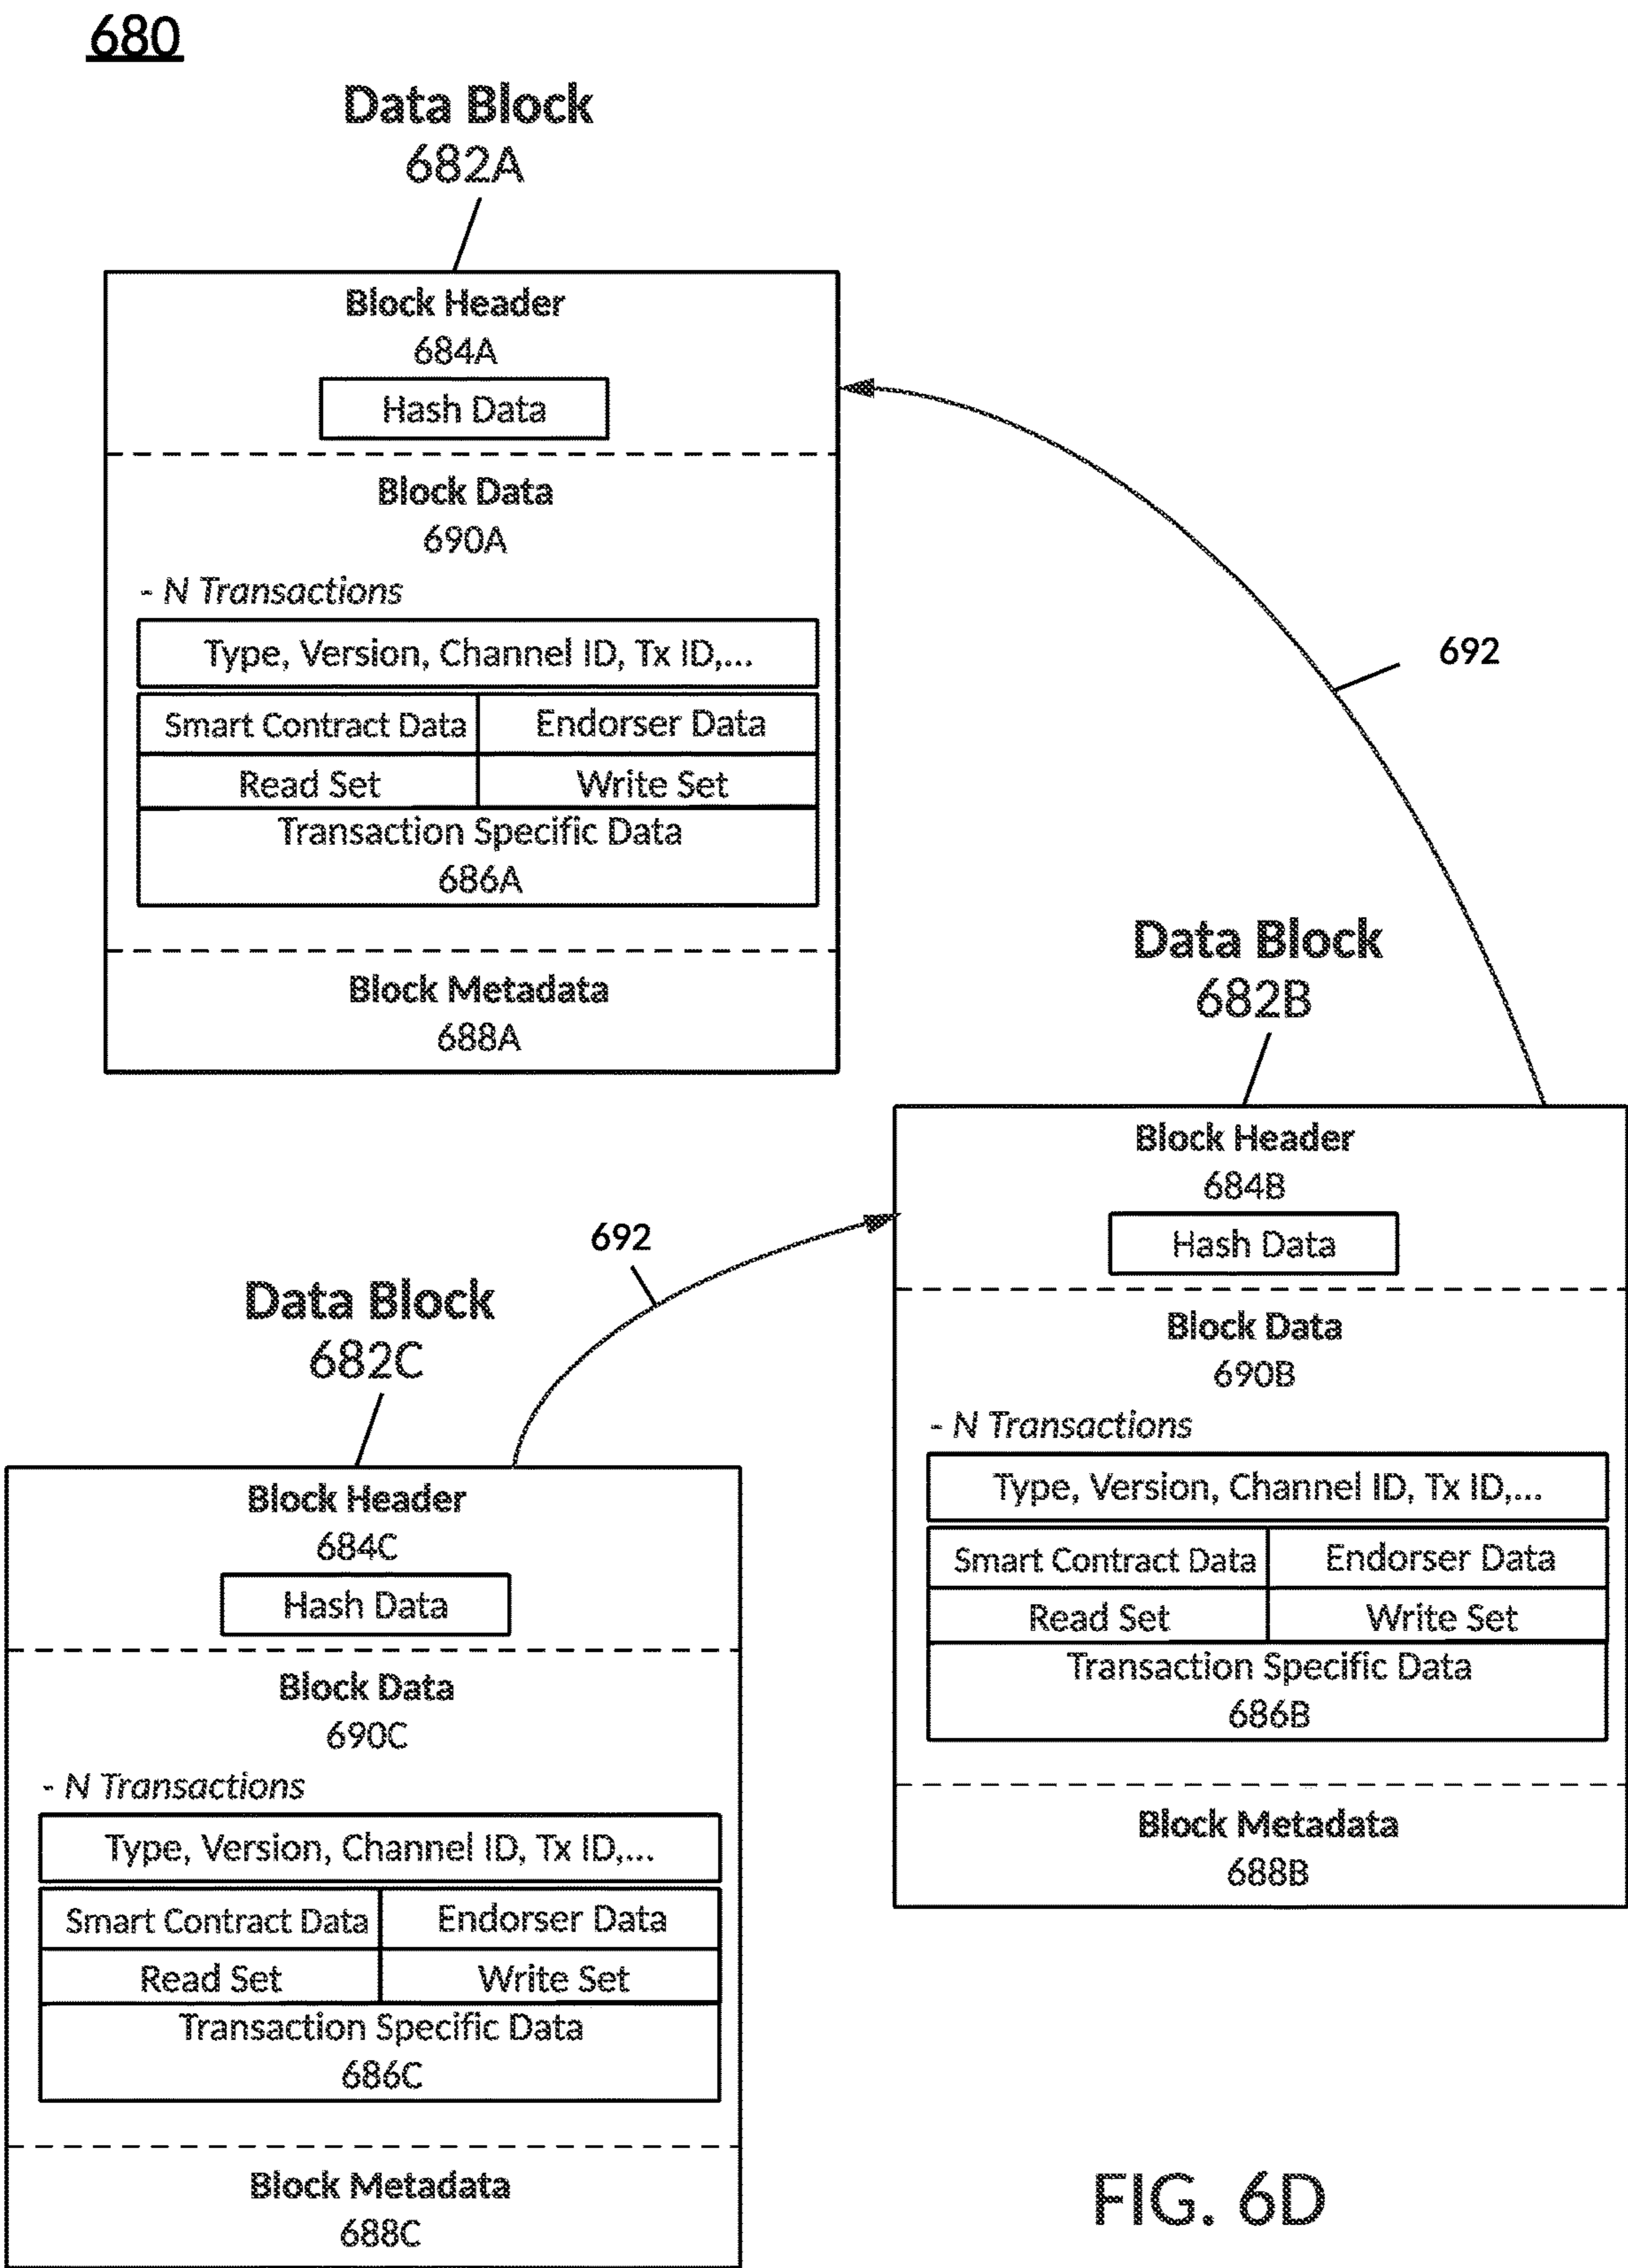 680
Data Block
682A
Block Header
684A
Hash Data
Block Data
690A
- N Transactions
Type, Version, Channel ID, Tx ID,...
Smart Contract Data Endorser Data
Read Set Write Set
Transaction Specific Data
686A
Block Metadata
688A
692
Data Block
682B
Block Header
684B
Hash Data
Block Data
690B
- N Transactions
Type, Version, Channel ID, Tx ID,...
Smart Contract Data Endorser Data
Read Set Write Set
Transaction Specific Data
686B
Block Metadata
688B
692
Data Block
682C
Block Header
684C
Hash Data
Block Data
690C
- N Transactions
Type, Version, Channel ID, Tx ID,...
Smart Contract Data Endorser Data
Read Set Write Set
Transaction Specific Data
686C
Block Metadata
688C
FIG. 6D